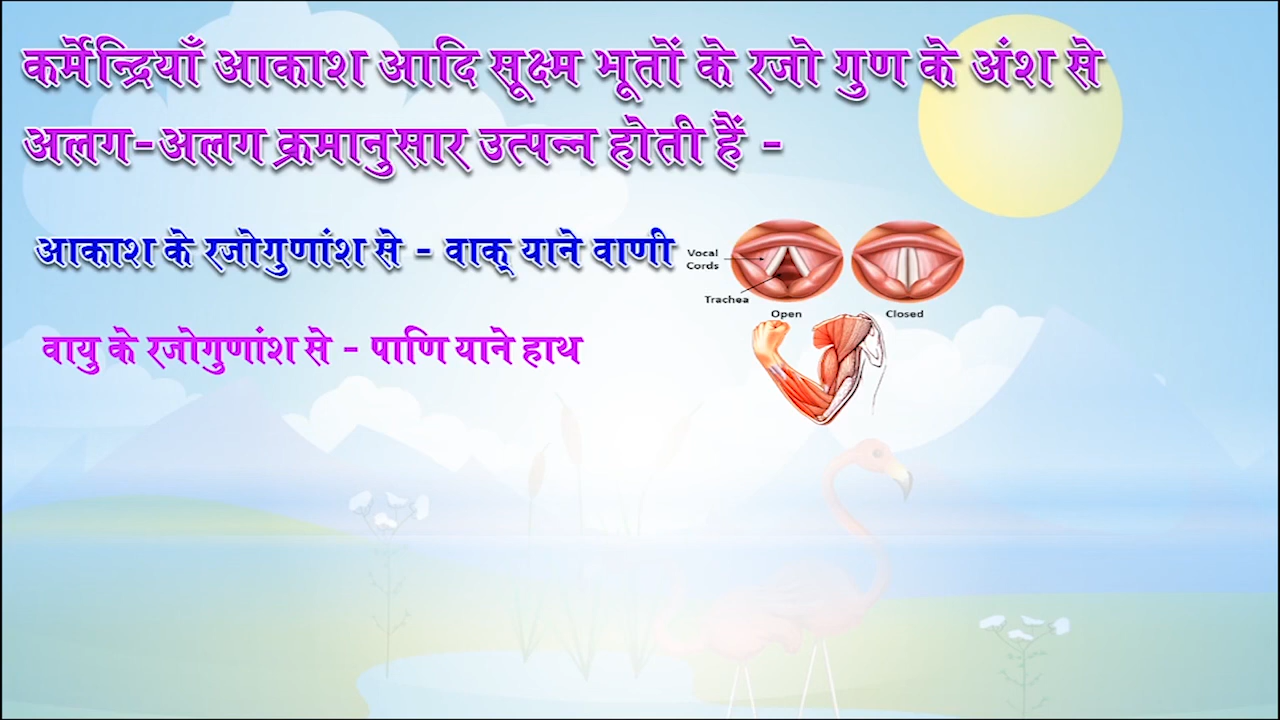 कर्मेन्द्रियाँ आकाश आदि सूक्ष्म भूतों के रजो गुण के अंश से
अलग-अलग क्रमानुसार उत्पन्न होती हैं -
आकाश के रजोगुणांश से - वाक् याने वाणी
Vocal
Cords
Trachea
Open
Closed
वायु के रजोगुणांश से - पाणि याने हाथ